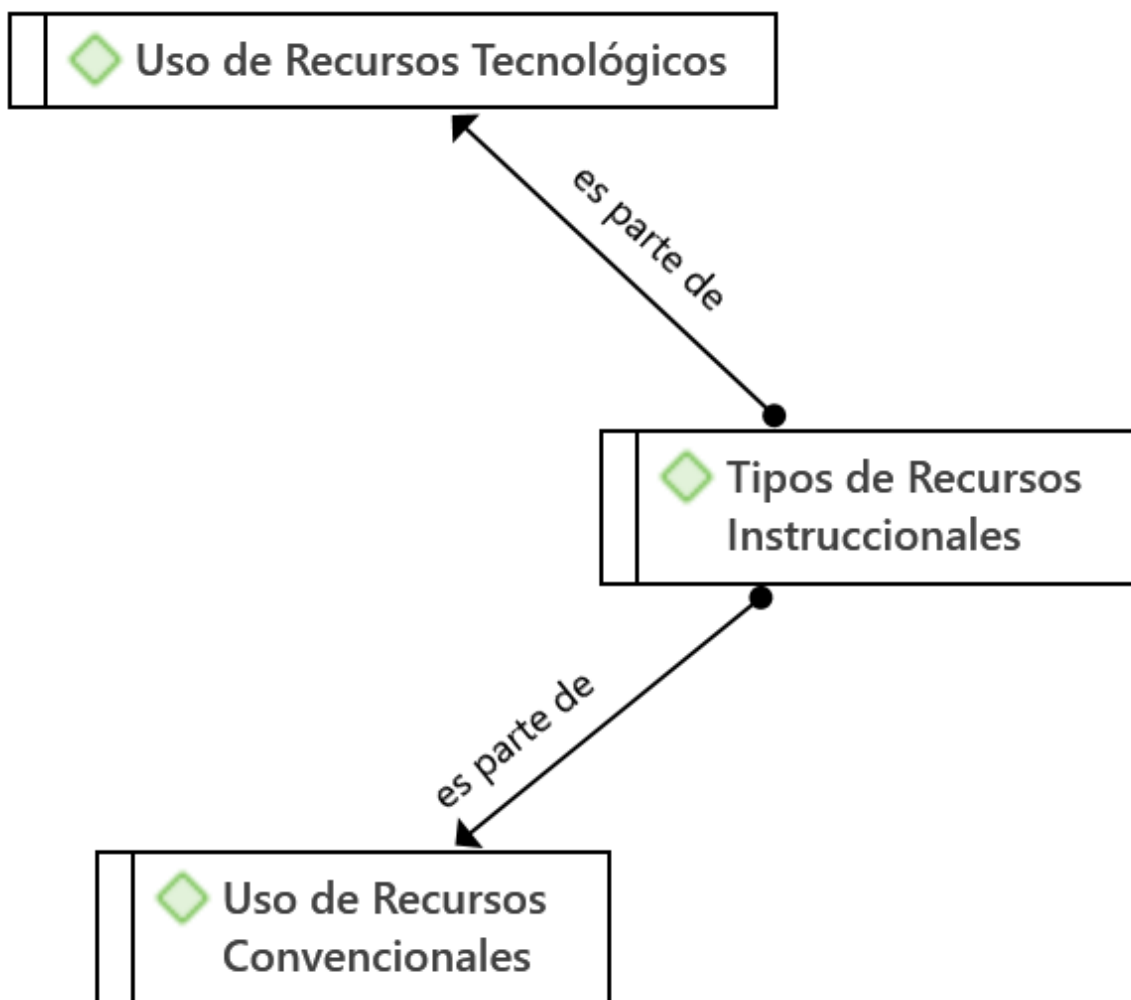 Uso de Recursos Tecnológicos
es parte de
Tipos de Recursos
Instruccionales
es parte de
Uso de Recursos
Convencionales